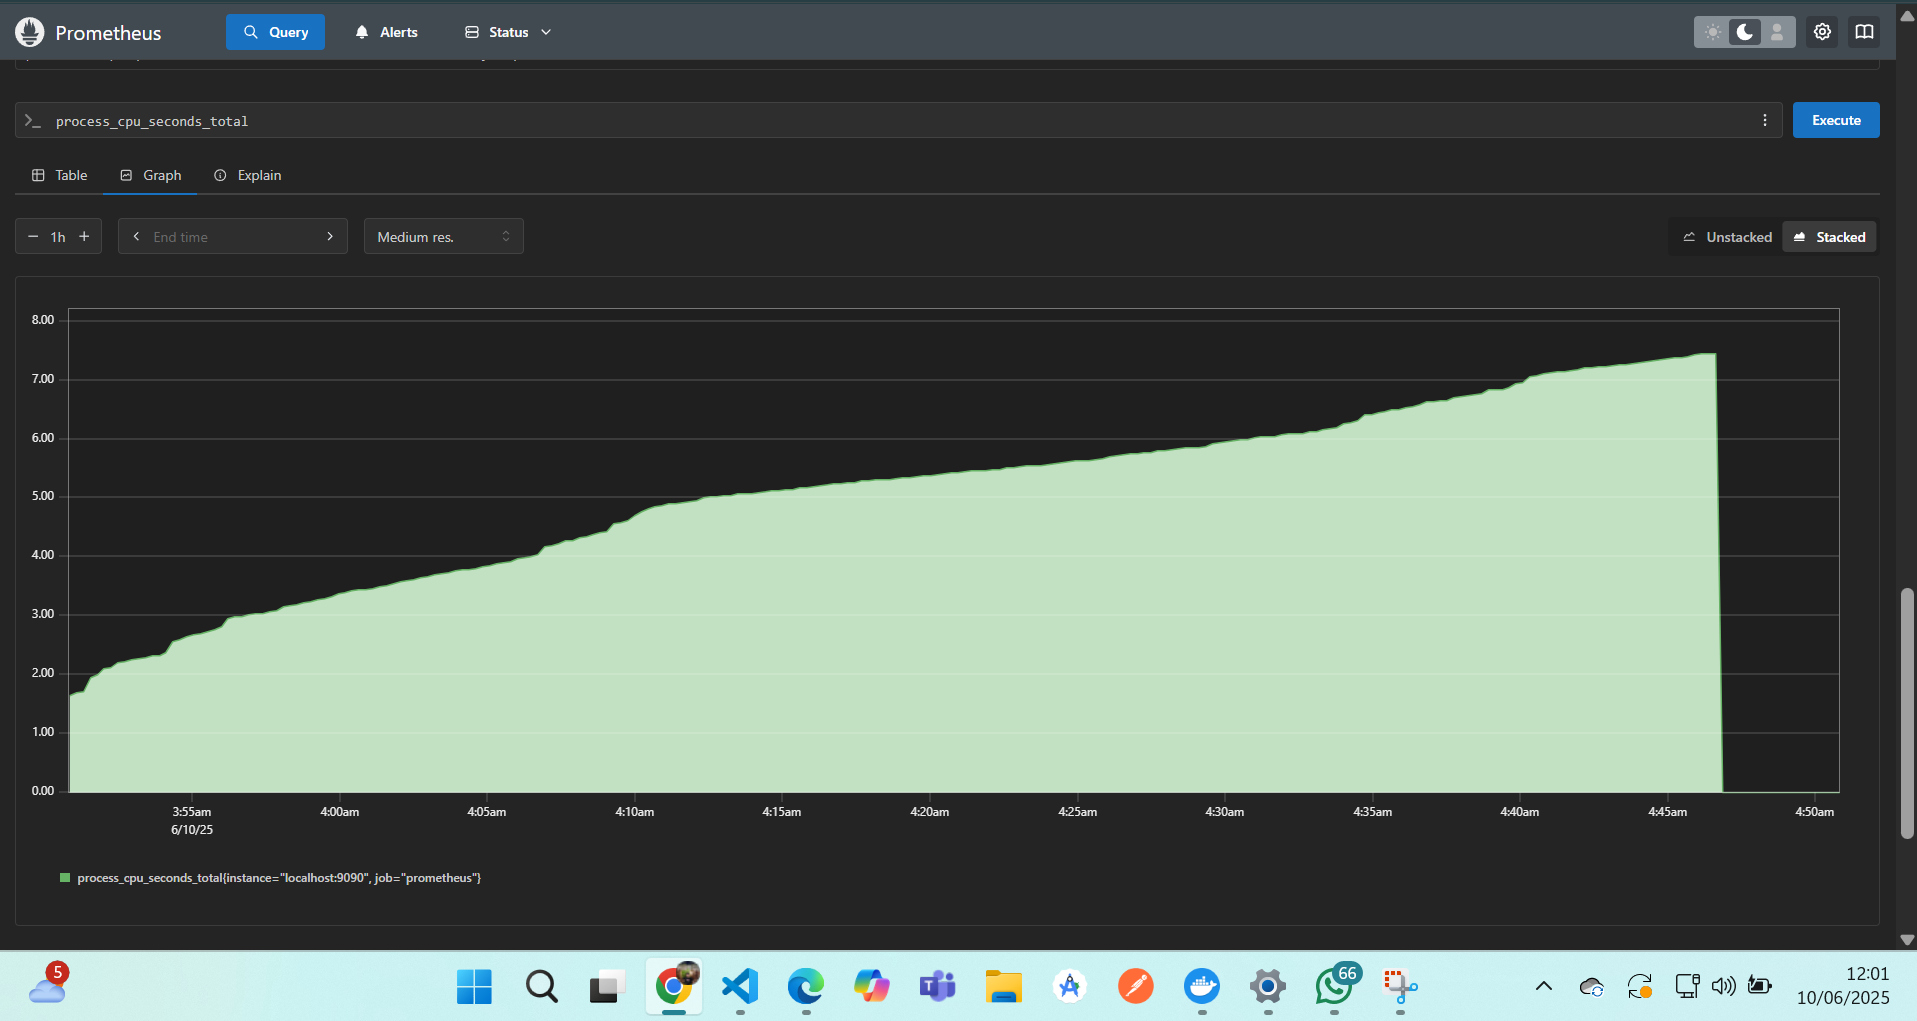 Prometheus
Query
Alerts
Status
>_ process_cpu_seconds_total
Execute
Table
Graph
Explain
− 1h +
End time
Medium res.
Unstacked
Stacked
8.00
7.00
6.00
5.00
4.00
3.00
2.00
1.00
0.00
3:55am 4:00am 4:05am 4:10am 4:15am 4:20am 4:25am 4:30am 4:35am 4:40am 4:45am 4:50am
6/10/25
process_cpu_seconds_total{instance="localhost:9090", job="prometheus"}
5
T
66
12:01
10/06/2025